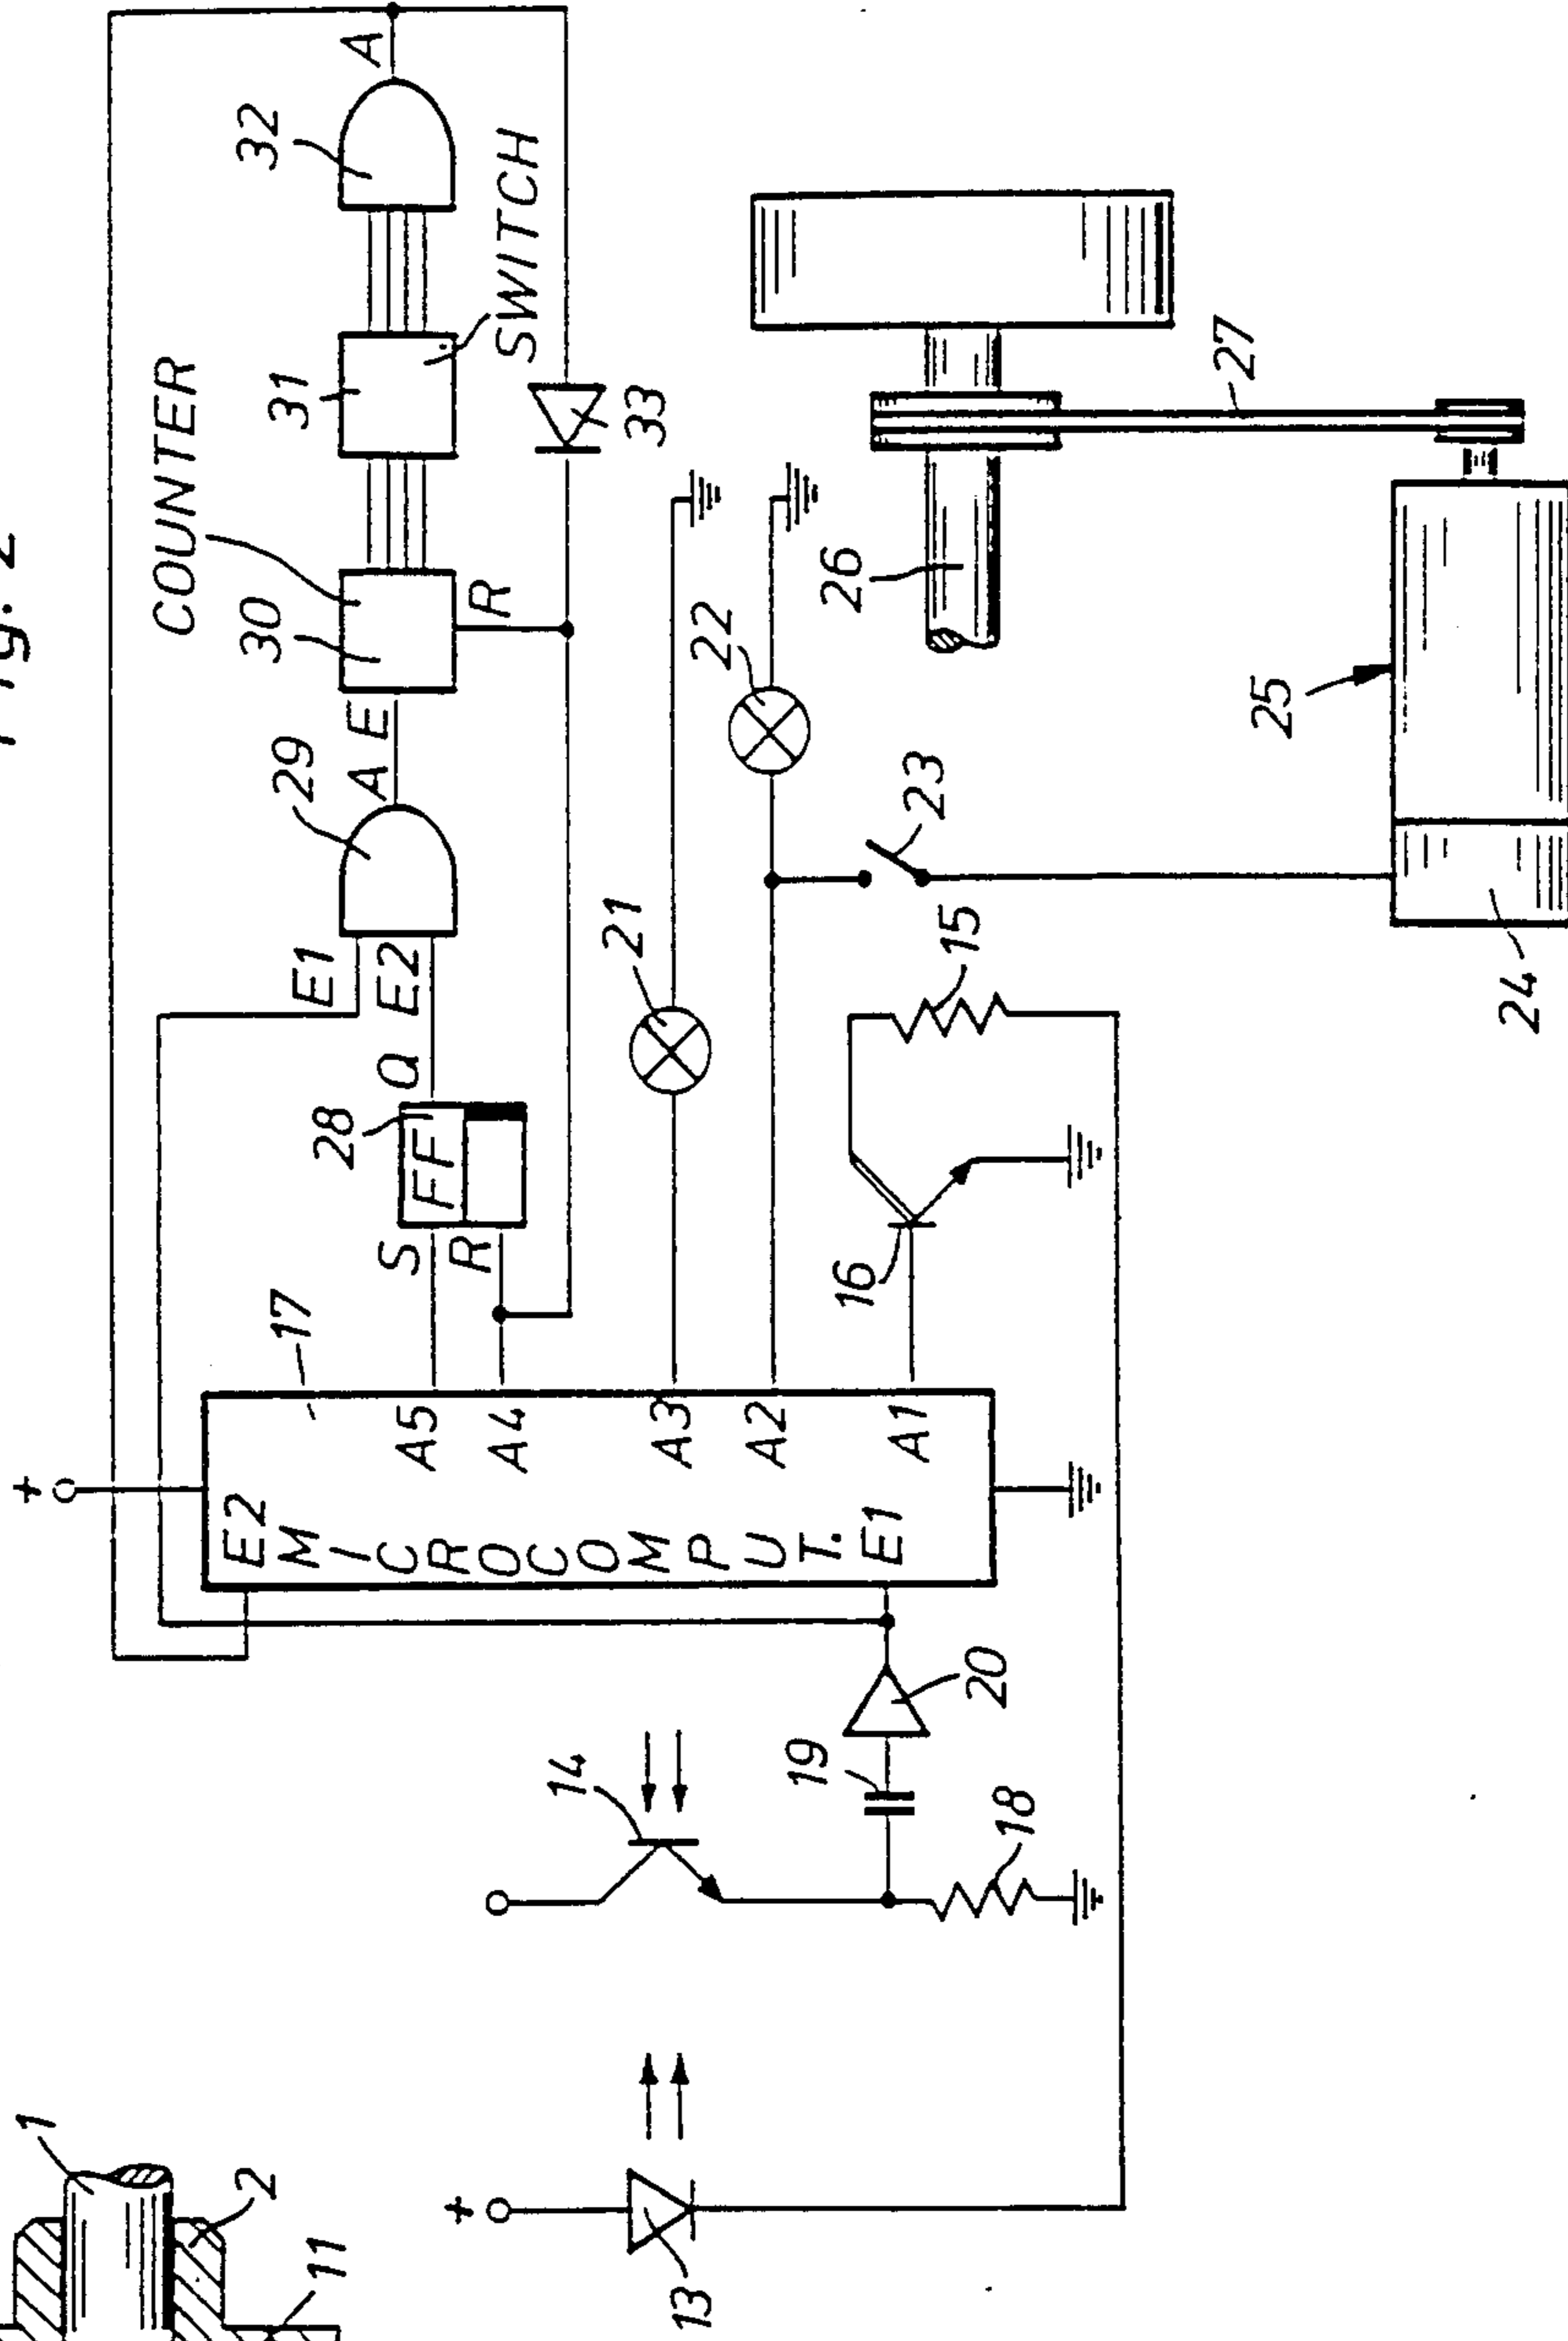 Fig. 2
COUNTER
30
31
32
SWITCH
A
29
A
E
R
33
E1
E2
Q
28
FF
S
R
17
+
E2
MICROCOMPUT.
E1
A5
A4
A3
A2
A1
21
22
23
26
27
25
24
15
16
14
19
20
18
+
13
1
2
11